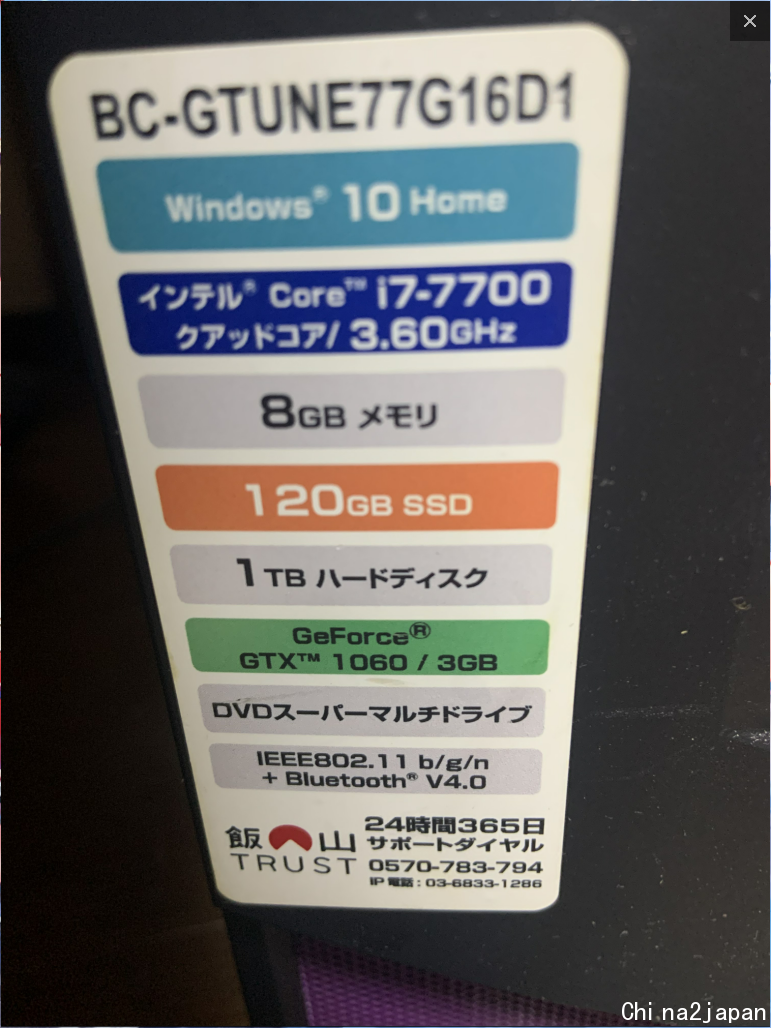 BC-GTUNE77G16D1
Windows® 10 Home
インテル® Core™ i7-7700
クアッドコア/ 3.60GHz
8GB メモリ
120GB SSD
1TB ハードディスク
GeForce®
GTX™ 1060 / 3GB
DVDスーパーマルチドライブ
IEEE802.11 b/g/n
+ Bluetooth® V4.0
飯山
TRUST
24時間365日
サポートダイヤル
0570-783-794
IP電話:03-6833-1286
China2japan